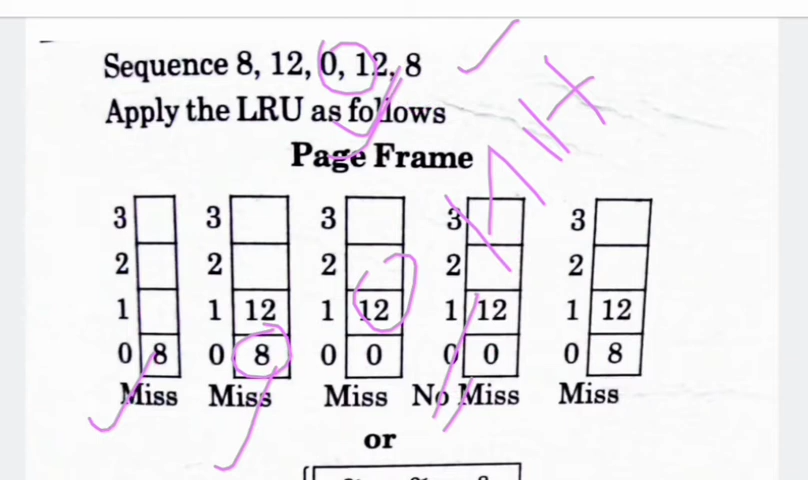 Sequence 8, 12, 0, 12, 8
Apply the LRU as follows
Page Frame
3 3 3 3 3
2 2 2 2 2
1 1 12 1 12 1 12 1 12
0 8 0 8 0 0 0 0 0 8
Miss Miss Miss No Miss Miss
or